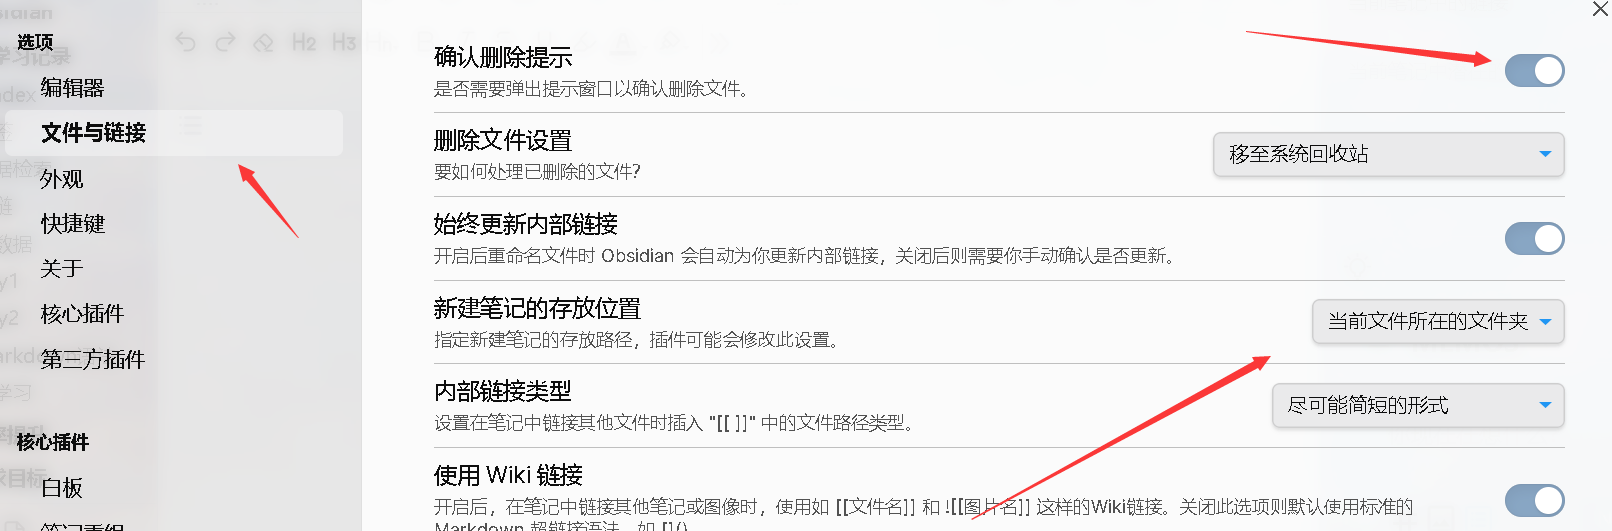 选项
编辑器
文件与链接
外观
快捷键
关于
核心插件
第三方插件
核心插件
白板
笔记重组
H2 H3
确认删除提示
是否需要弹出提示窗口以确认删除文件。
删除文件设置
要如何处理已删除的文件?
移至系统回收站
始终更新内部链接
开启后重命名文件时 Obsidian 会自动为你更新内部链接，关闭后则需要你手动确认是否更新。
新建笔记的存放位置
指定新建笔记的存放路径，插件可能会修改此设置。
当前文件所在的文件夹
内部链接类型
设置在笔记中链接其他文件时插入 "[[ ]]" 中的文件路径类型。
尽可能简短的形式
使用 Wiki 链接
开启后，在笔记中链接其他笔记或图像时，使用如 [[文件名]] 和 ![[图片名]] 这样的Wiki链接。关闭此选项则默认使用标准的
Markdown 超链接语法，如 []()